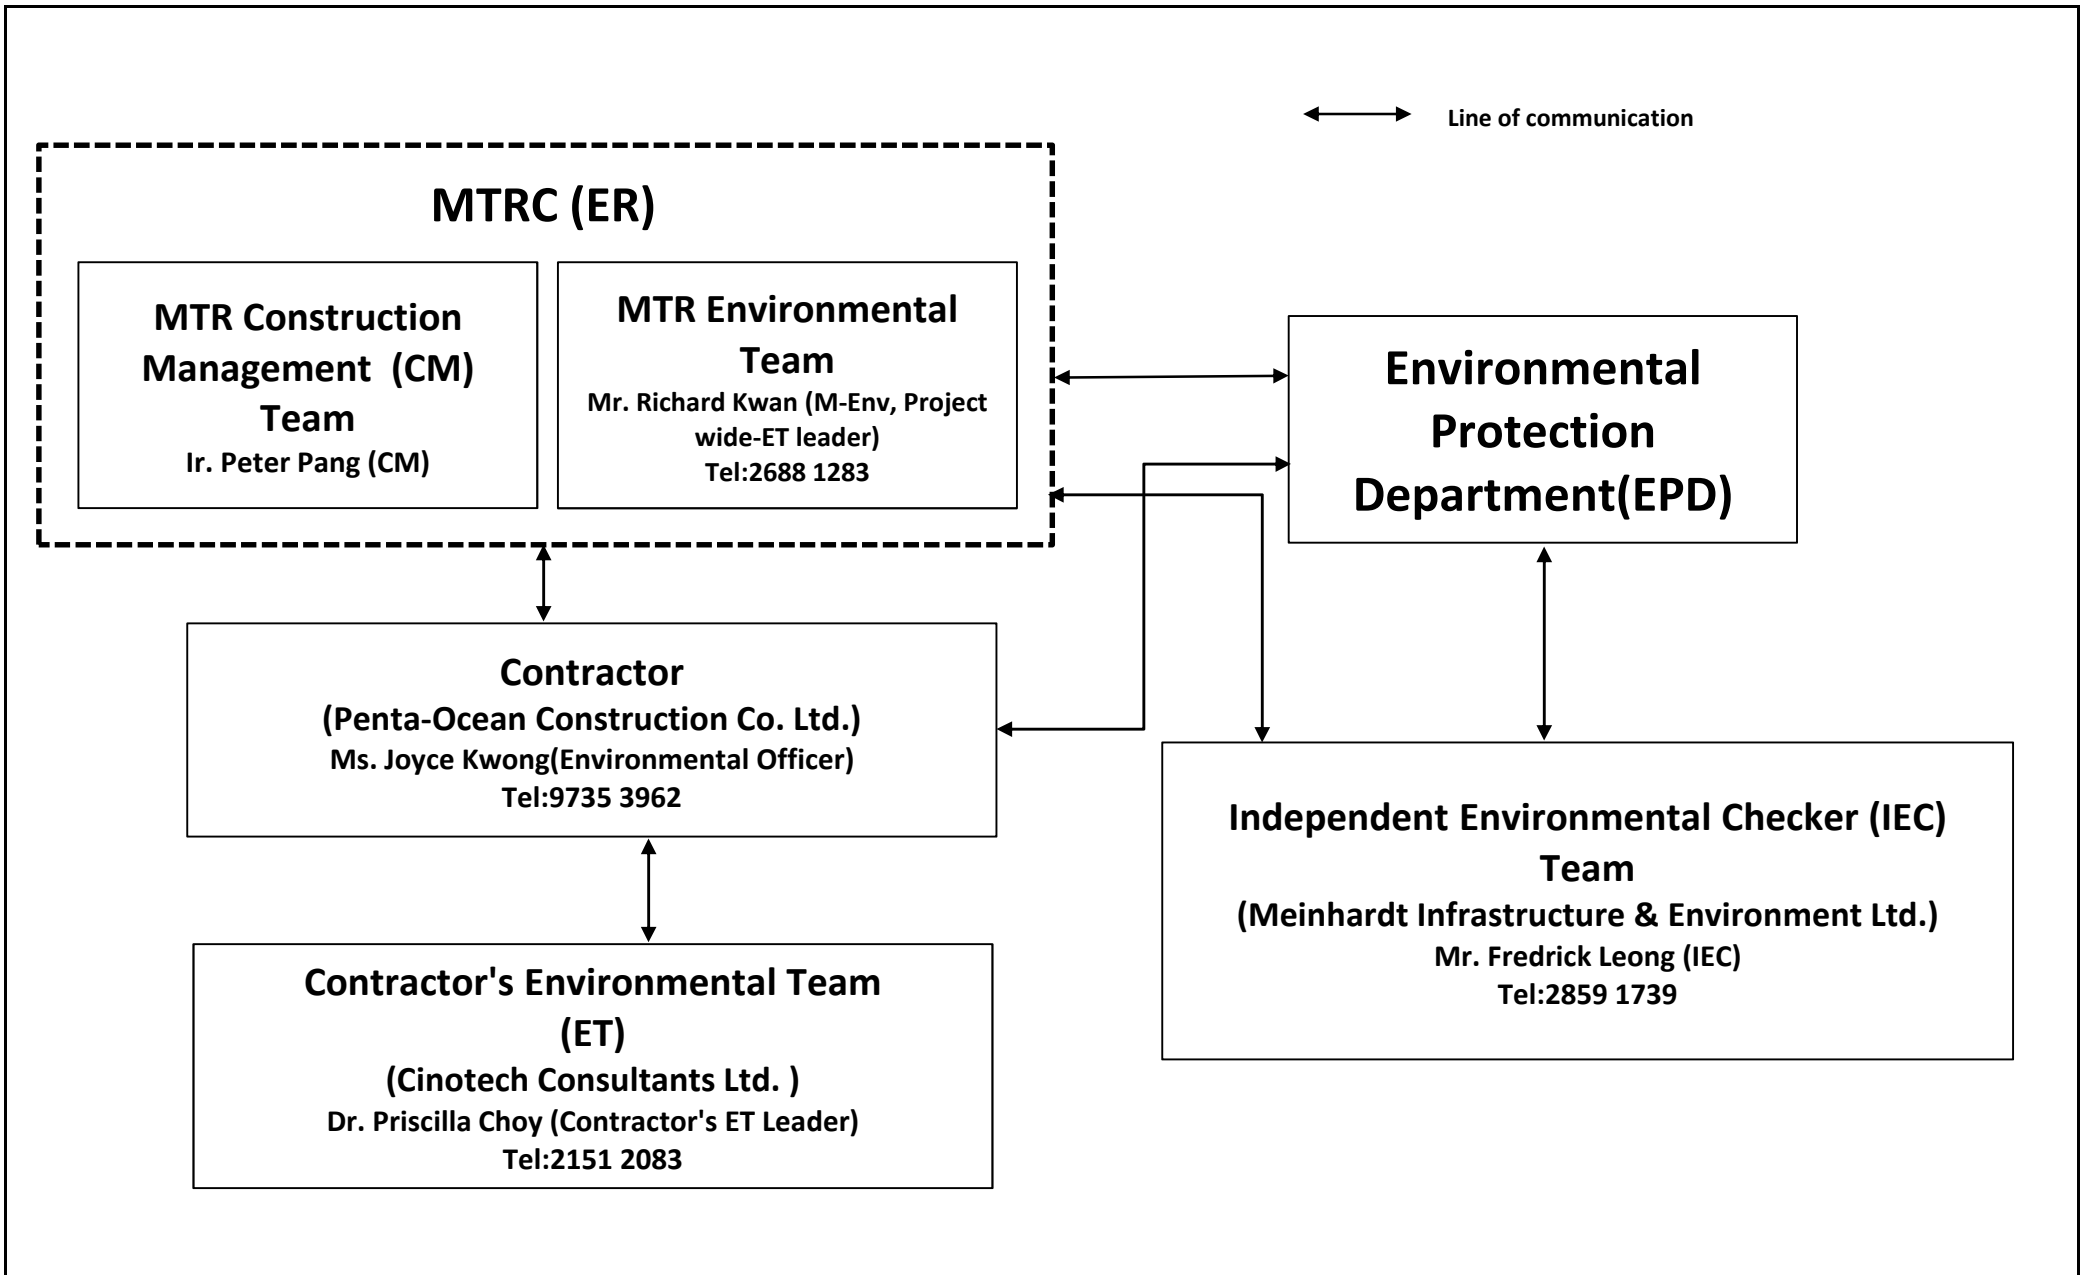 Line of communication
MTRC (ER)
MTR Construction
Management  (CM)
Team
Ir. Peter Pang (CM)
MTR Environmental
Team
Mr. Richard Kwan (M-Env, Project
wide-ET leader)
Tel:2688 1283
Environmental
Protection
Department(EPD)
Contractor
(Penta-Ocean Construction Co. Ltd.)
Ms. Joyce Kwong(Environmental Officer)
Tel:9735 3962
Independent Environmental Checker (IEC)
Team
(Meinhardt Infrastructure & Environment Ltd.)
Mr. Fredrick Leong (IEC)
Tel:2859 1739
Contractor's Environmental Team
(ET)
(Cinotech Consultants Ltd. )
Dr. Priscilla Choy (Contractor's ET Leader)
Tel:2151 2083